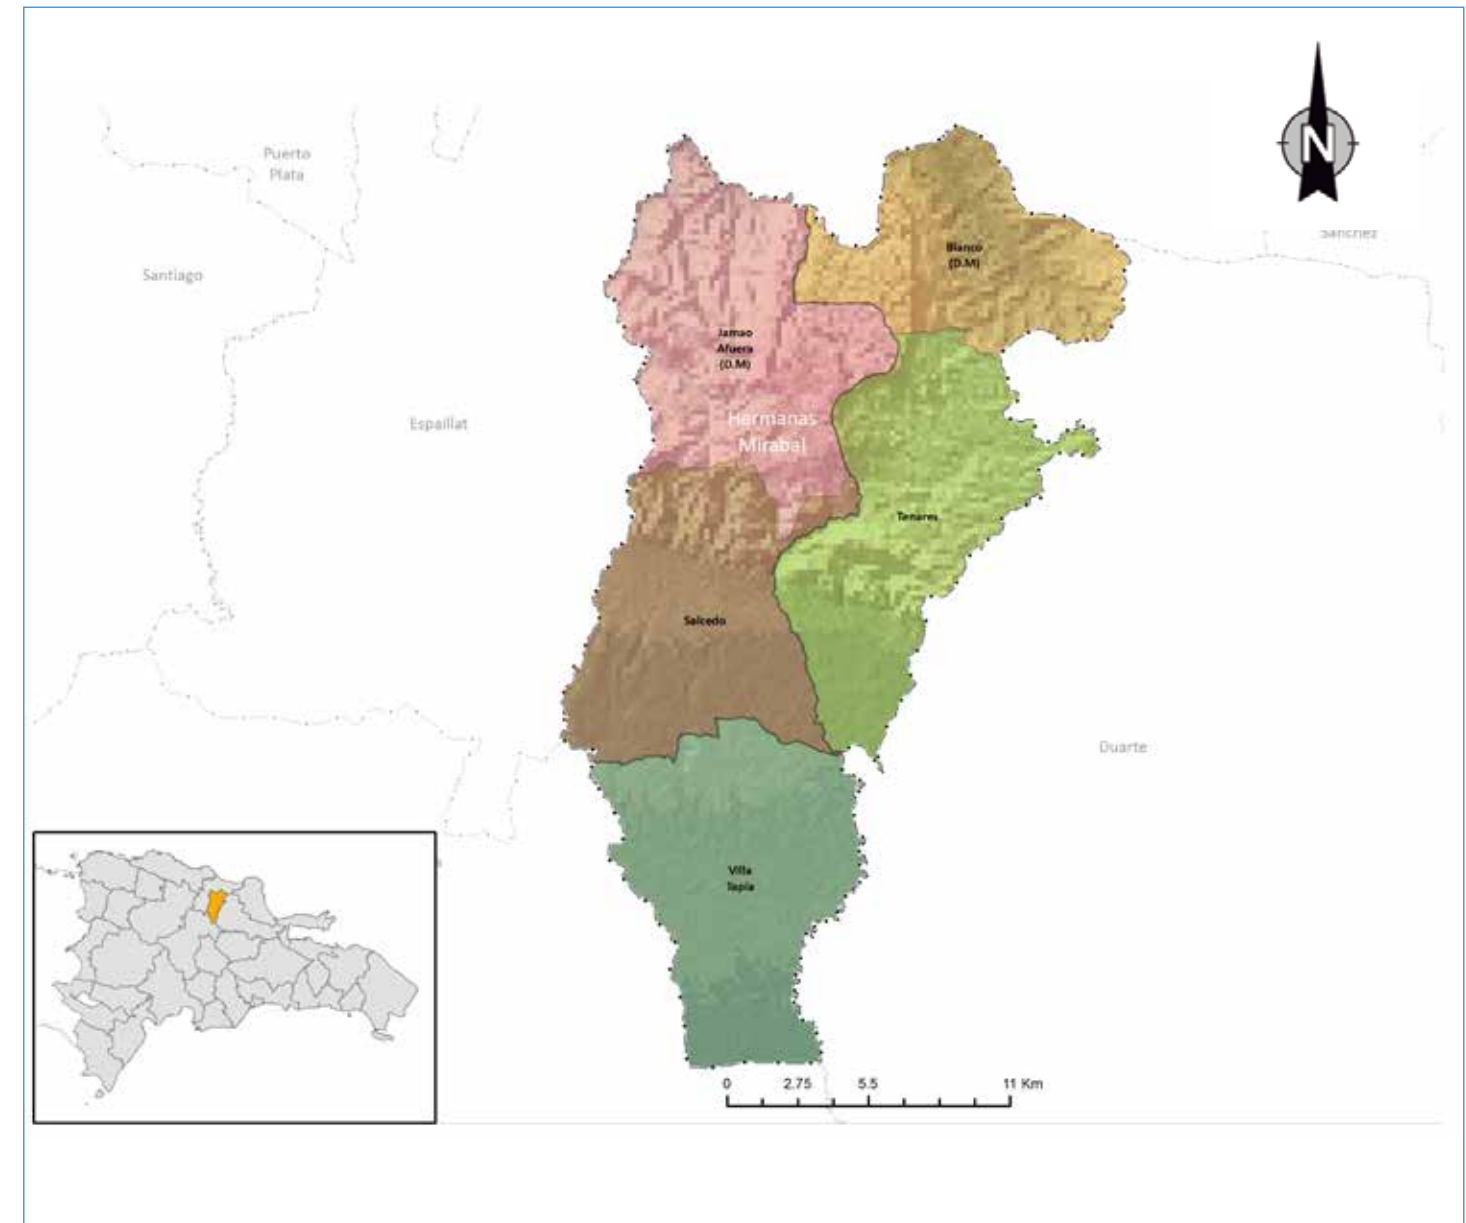 N
Puerto
Plata
Sánchez
Santiago
Blanco
(D.M)
Jamao
Afuera
(D.M)
Espaillat
Hermanas
Mirabal
Tenares
Salcedo
Duarte
Villa
Tapia
0 2.75 5.5 11 Km